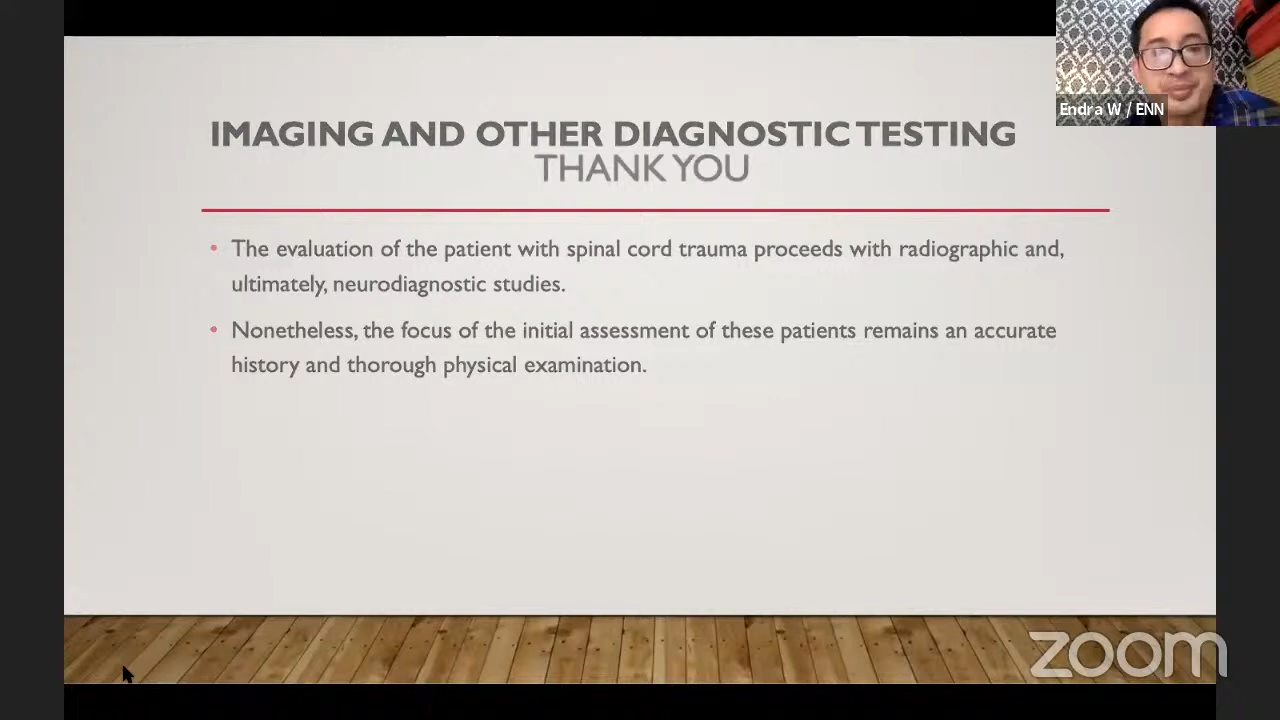 IMAGING AND OTHER DIAGNOSTIC TESTING
THANK YOU
• The evaluation of the patient with spinal cord trauma proceeds with radiographic and,
ultimately, neurodiagnostic studies.
• Nonetheless, the focus of the initial assessment of these patients remains an accurate
history and thorough physical examination.
Endra W / ENN
zoom